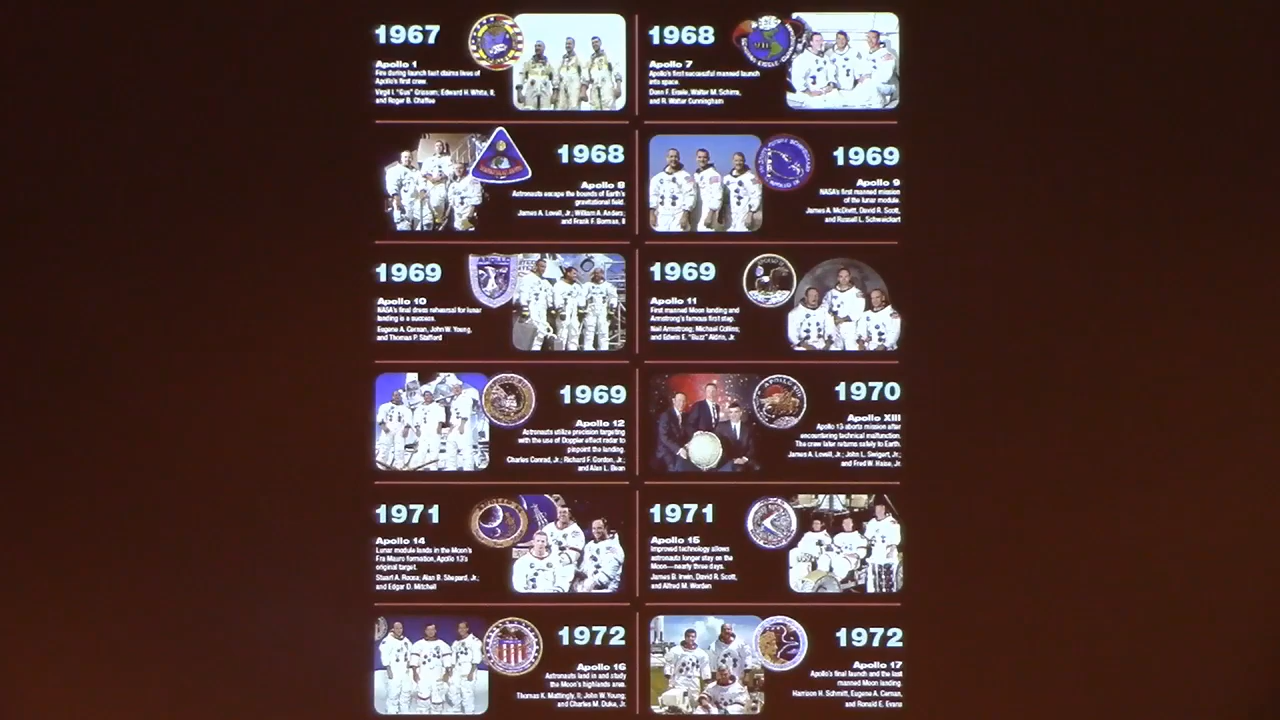 1967
Apollo 1
Fire during launch test claims lives of
Apollo's first crew.
Virgil I. "Gus" Grissom; Edward H. White, II;
and Roger B. Chaffee
1968
Apollo 7
Apollo's first successful manned launch
into space.
Donn F. Eisele, Walter M. Schirra,
and R. Walter Cunningham
1968
Apollo 8
Astronauts escape the bounds of Earth's
gravitational field.
James A. Lovell, Jr.; William A. Anders;
and Frank F. Borman, II
1969
Apollo 9
NASA's first manned mission
of the lunar module.
James A. McDivitt, David R. Scott,
and Russell L. Schweickart
1969
Apollo 10
NASA's final dress rehearsal for lunar
landing is a success.
Eugene A. Cernan, John W. Young,
and Thomas P. Stafford
1969
Apollo 11
First manned Moon landing and
Armstrong's famous first step.
Neil Armstrong; Michael Collins;
and Edwin E. "Buzz" Aldrin, Jr.
1969
Apollo 12
Astronauts utilize precision targeting
with the use of Doppler effect radar to
pinpoint the landing.
Charles Conrad, Jr.; Richard F. Gordon, Jr.;
and Alan L. Bean
1970
Apollo XIII
Apollo 13 aborts mission after
encountering technical malfunction.
The crew later returns safely to Earth.
James A. Lovell, Jr.; John L. Swigert, Jr.;
and Fred W. Haise, Jr.
1971
Apollo 14
Lunar module lands in the Moon's
Fra Mauro formation, Apollo 13's
original target.
Stuart A. Roosa; Alan B. Shepard, Jr.;
and Edgar D. Mitchell
1971
Apollo 15
Improved technology allows
astronauts longer stay on the
Moon—nearly three days.
James B. Irwin, David R. Scott,
and Alfred M. Worden
1972
Apollo 16
Astronauts land in and study
the Moon's highlands area.
Thomas K. Mattingly, II; John W. Young;
and Charles M. Duke, Jr.
1972
Apollo 17
Apollo's final launch and the last
manned Moon landing.
Harrison H. Schmitt, Eugene A. Cernan,
and Ronald E. Evans